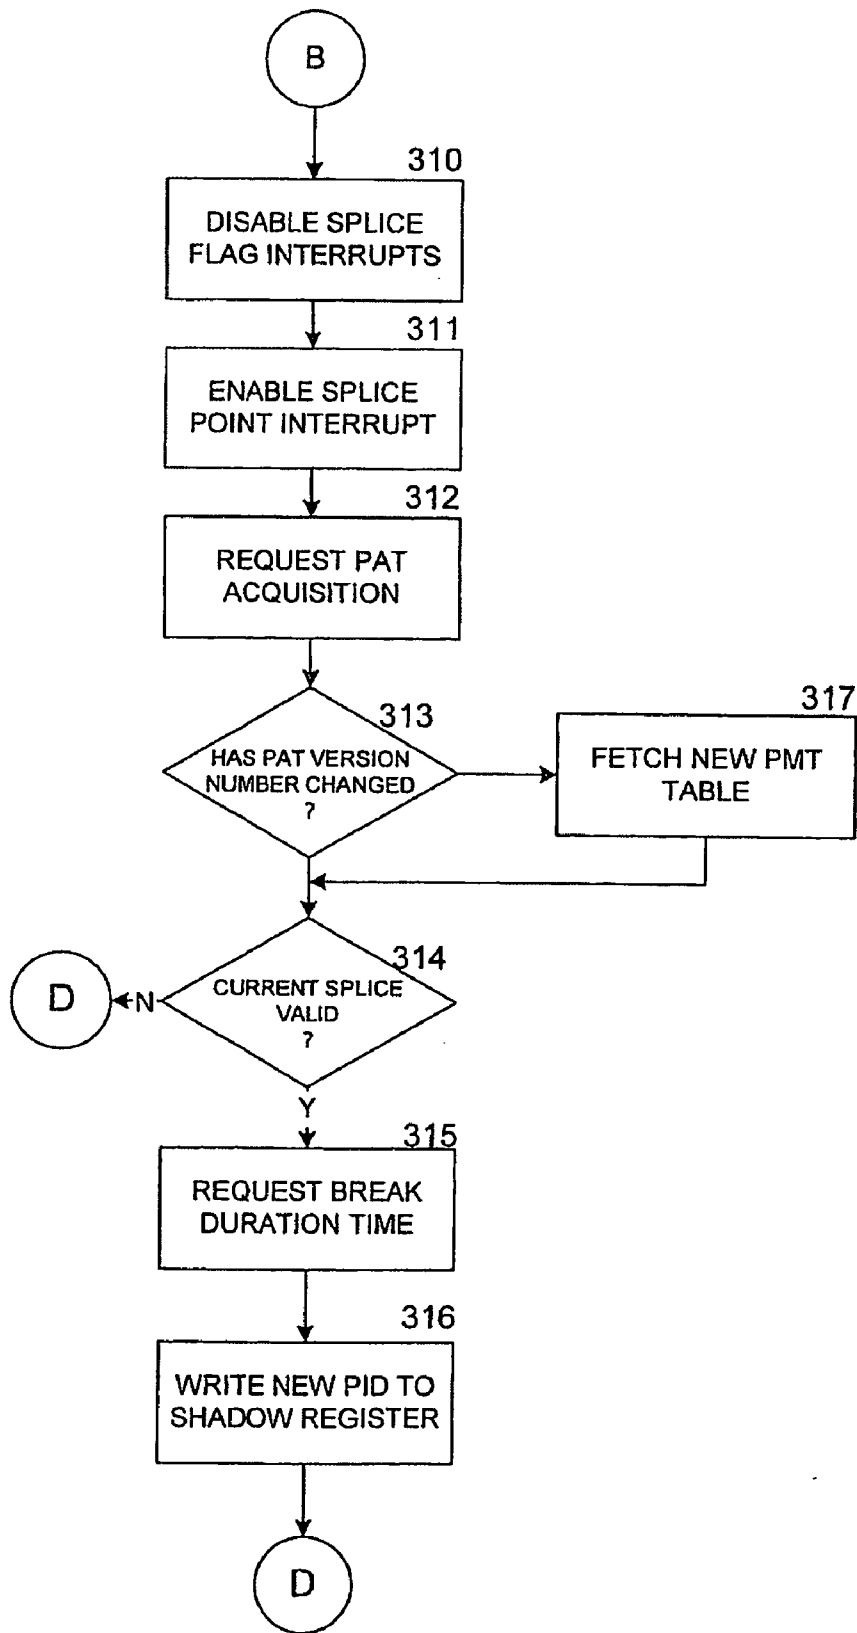 B
310
DISABLE SPLICE
FLAG INTERRUPTS
311
ENABLE SPLICE
POINT INTERRUPT
312
REQUEST PAT
ACQUISITION
313
HAS PAT VERSION
NUMBER CHANGED
?
317
FETCH NEW PMT
TABLE
314
CURRENT SPLICE
VALID
?
N
D
Y
315
REQUEST BREAK
DURATION TIME
316
WRITE NEW PID TO
SHADOW REGISTER
D